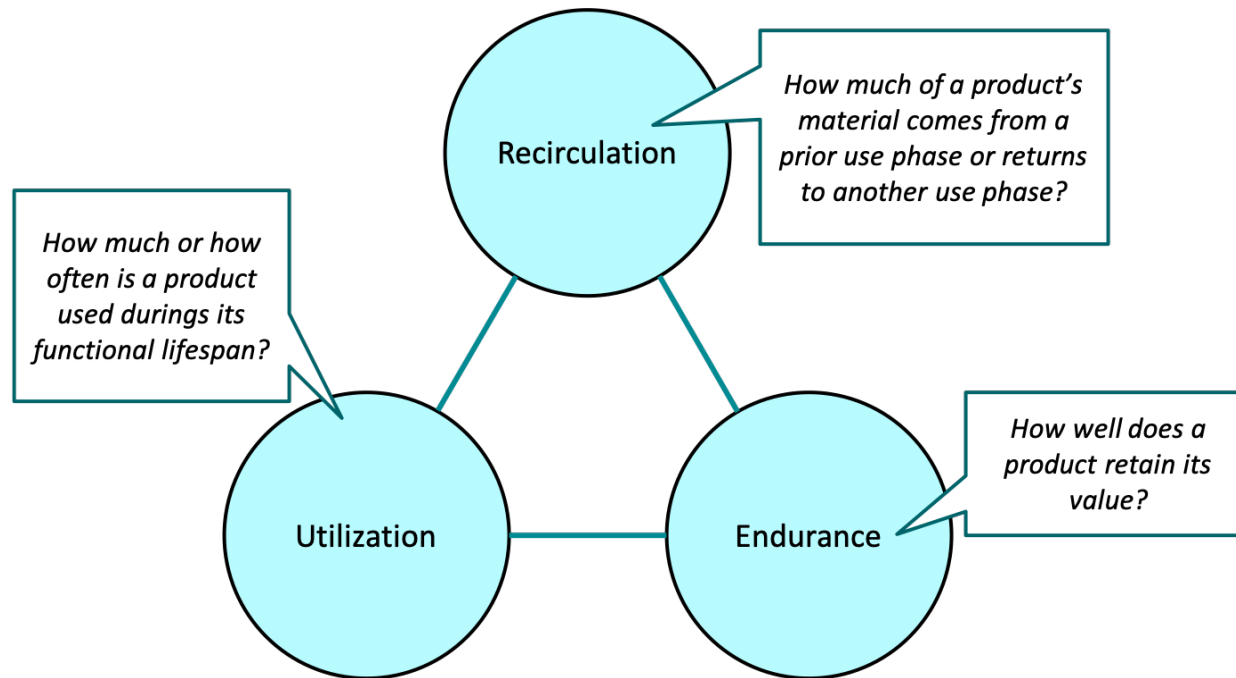 Recirculation
How much of a product’s
material comes from a
prior use phase or returns
to another use phase?
How much or how
often is a product
used durings its
functional lifespan?
Utilization
Endurance
How well does a
product retain its
value?